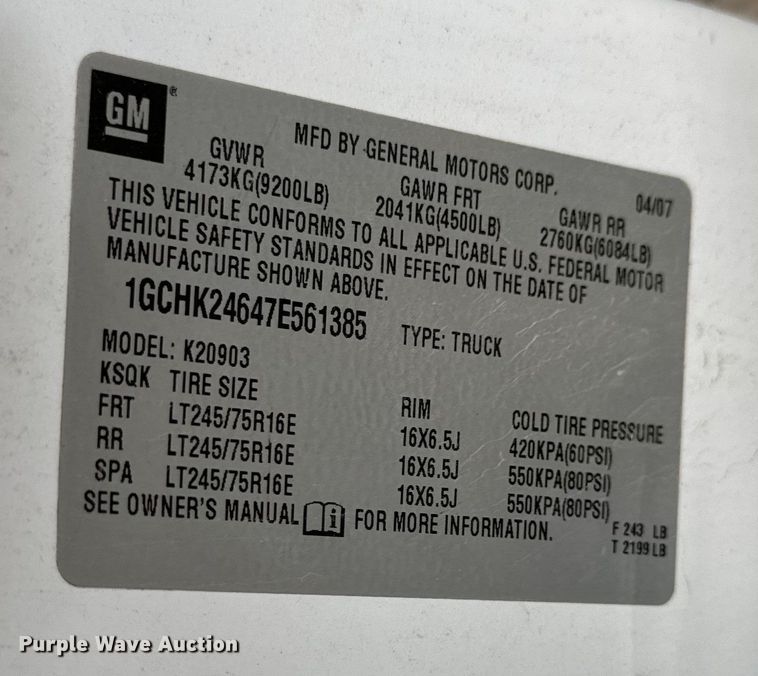 GM ®
MFD BY GENERAL MOTORS CORP. 04/07
GVWR GAWR FRT GAWR RR
4173KG(9200LB) 2041KG(4500LB) 2760KG(6084LB)
THIS VEHICLE CONFORMS TO ALL APPLICABLE U.S. FEDERAL MOTOR
VEHICLE SAFETY STANDARDS IN EFFECT ON THE DATE OF
MANUFACTURE SHOWN ABOVE.
1GCHK24647E561385 TYPE: TRUCK
MODEL: K20903
KSQK TIRE SIZE RIM COLD TIRE PRESSURE
FRT LT245/75R16E 16X6.5J 420KPA(60PSI)
RR LT245/75R16E 16X6.5J 550KPA(80PSI)
SPA LT245/75R16E 16X6.5J 550KPA(80PSI)
SEE OWNER'S MANUAL i FOR MORE INFORMATION.
F 243 LB
T 2199 LB
Purple Wave Auction